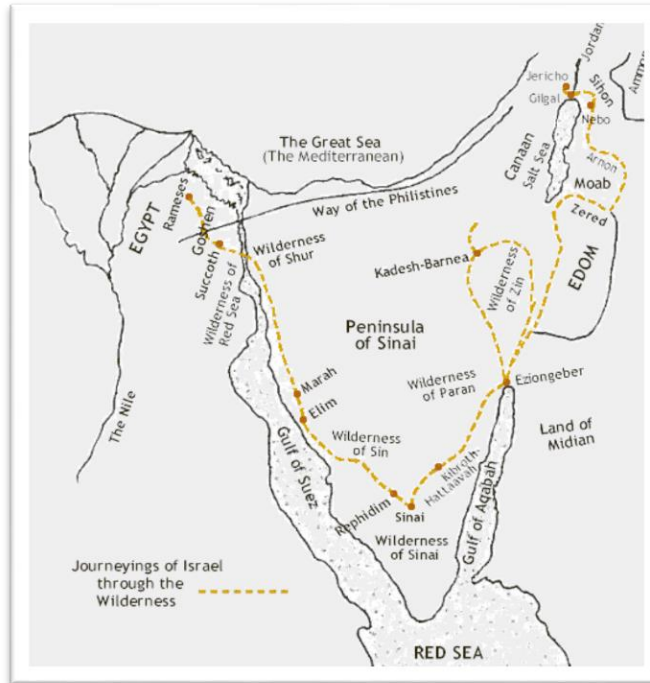 Jordan
Jericho
Sihon
Ammon
Gilgal
Nebo
The Great Sea
(The Mediterranean)
Canaan
Salt Sea
Arnon
Moab
Way of the Philistines
Zered
EGYPT
Rameses
Goshen
Succoth
Wilderness
of Shur
Wilderness of
Red Sea
Kadesh-Barnea
Wilderness
of Zin
EDOM
Peninsula
of Sinai
Marah
Elim
Wilderness
of Paran
Eziongeber
The Nile
Gulf of Suez
Wilderness
of Sin
Land of
Midian
Kibroth-
Hattaavah
Gulf of Aqabah
Rephidim
Sinai
Wilderness
of Sinai
Journeyings of Israel
through the
Wilderness
RED SEA